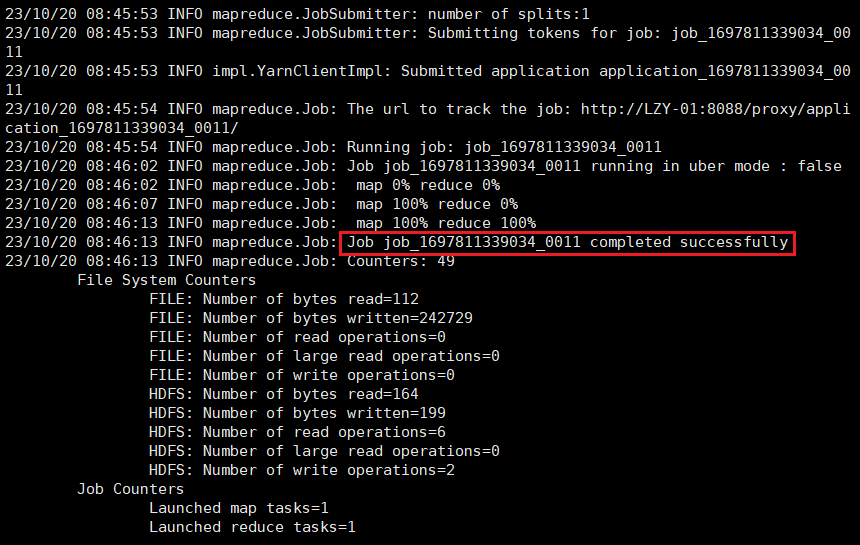 23/10/20 08:45:53 INFO mapreduce.JobSubmitter: number of splits:1
23/10/20 08:45:53 INFO mapreduce.JobSubmitter: Submitting tokens for job: job_1697811339034_00
11
23/10/20 08:45:53 INFO impl.YarnClientImpl: Submitted application application_1697811339034_00
11
23/10/20 08:45:54 INFO mapreduce.Job: The url to track the job: http://LZY-01:8088/proxy/appli
cation_1697811339034_0011/
23/10/20 08:45:54 INFO mapreduce.Job: Running job: job_1697811339034_0011
23/10/20 08:46:02 INFO mapreduce.Job: Job job_1697811339034_0011 running in uber mode : false
23/10/20 08:46:02 INFO mapreduce.Job:  map 0% reduce 0%
23/10/20 08:46:07 INFO mapreduce.Job:  map 100% reduce 0%
23/10/20 08:46:13 INFO mapreduce.Job:  map 100% reduce 100%
23/10/20 08:46:13 INFO mapreduce.Job: Job job_1697811339034_0011 completed successfully
23/10/20 08:46:13 INFO mapreduce.Job: Counters: 49
File System Counters
FILE: Number of bytes read=112
FILE: Number of bytes written=242729
FILE: Number of read operations=0
FILE: Number of large read operations=0
FILE: Number of write operations=0
HDFS: Number of bytes read=164
HDFS: Number of bytes written=199
HDFS: Number of read operations=6
HDFS: Number of large read operations=0
HDFS: Number of write operations=2
Job Counters
Launched map tasks=1
Launched reduce tasks=1